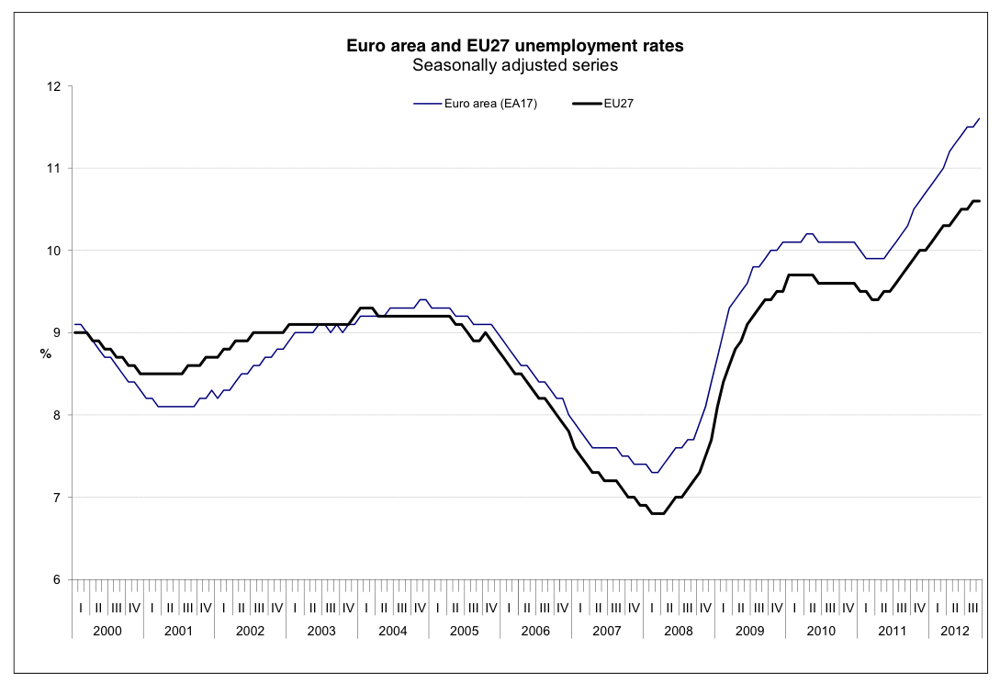 Euro area and EU27 unemployment rates
Seasonally adjusted series
Euro area (EA17) EU27
12
11
10
9
%
8
7
6
I II III IV I II III IV I II III IV I II III IV I II III IV I II III IV I II III IV I II III IV I II III IV I II III IV I II III IV I II III IV I II III
2000 2001 2002 2003 2004 2005 2006 2007 2008 2009 2010 2011 2012